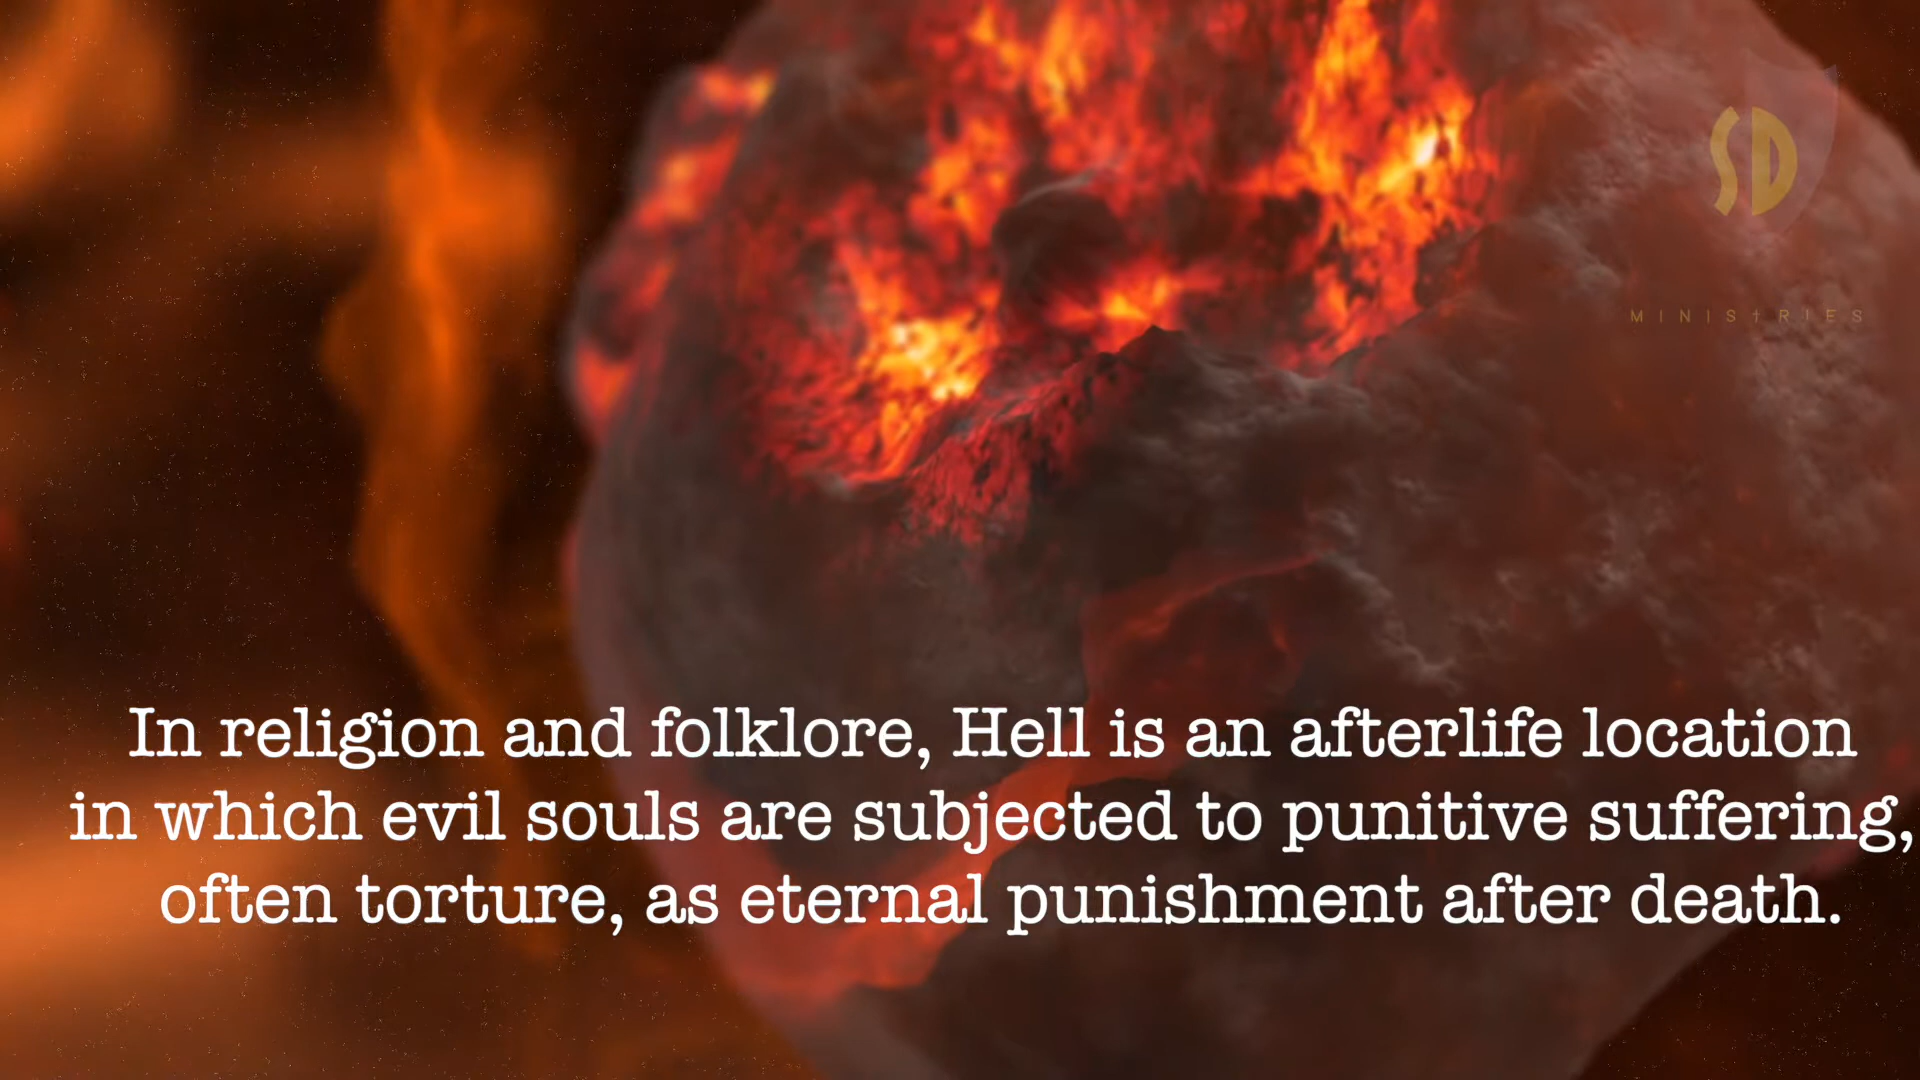 SD
MINISTRIES
In religion and folklore, Hell is an afterlife location
in which evil souls are subjected to punitive suffering,
often torture, as eternal punishment after death.